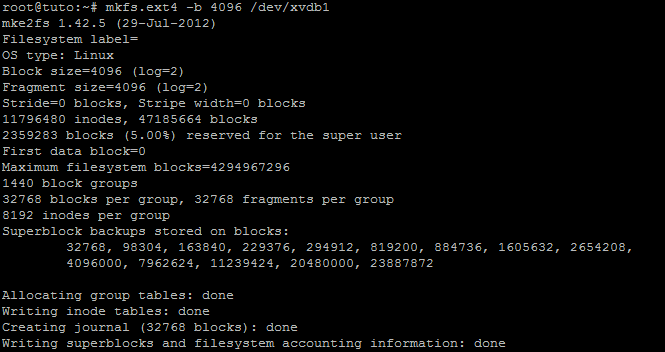 root@tuto:~# mkfs.ext4 -b 4096 /dev/xvdb1
mke2fs 1.42.5 (29-Jul-2012)
Filesystem label=
OS type: Linux
Block size=4096 (log=2)
Fragment size=4096 (log=2)
Stride=0 blocks, Stripe width=0 blocks
11796480 inodes, 47185664 blocks
2359283 blocks (5.00%) reserved for the super user
First data block=0
Maximum filesystem blocks=4294967296
1440 block groups
32768 blocks per group, 32768 fragments per group
8192 inodes per group
Superblock backups stored on blocks:
32768, 98304, 163840, 229376, 294912, 819200, 884736, 1605632, 2654208,
4096000, 7962624, 11239424, 20480000, 23887872
Allocating group tables: done
Writing inode tables: done
Creating journal (32768 blocks): done
Writing superblocks and filesystem accounting information: done